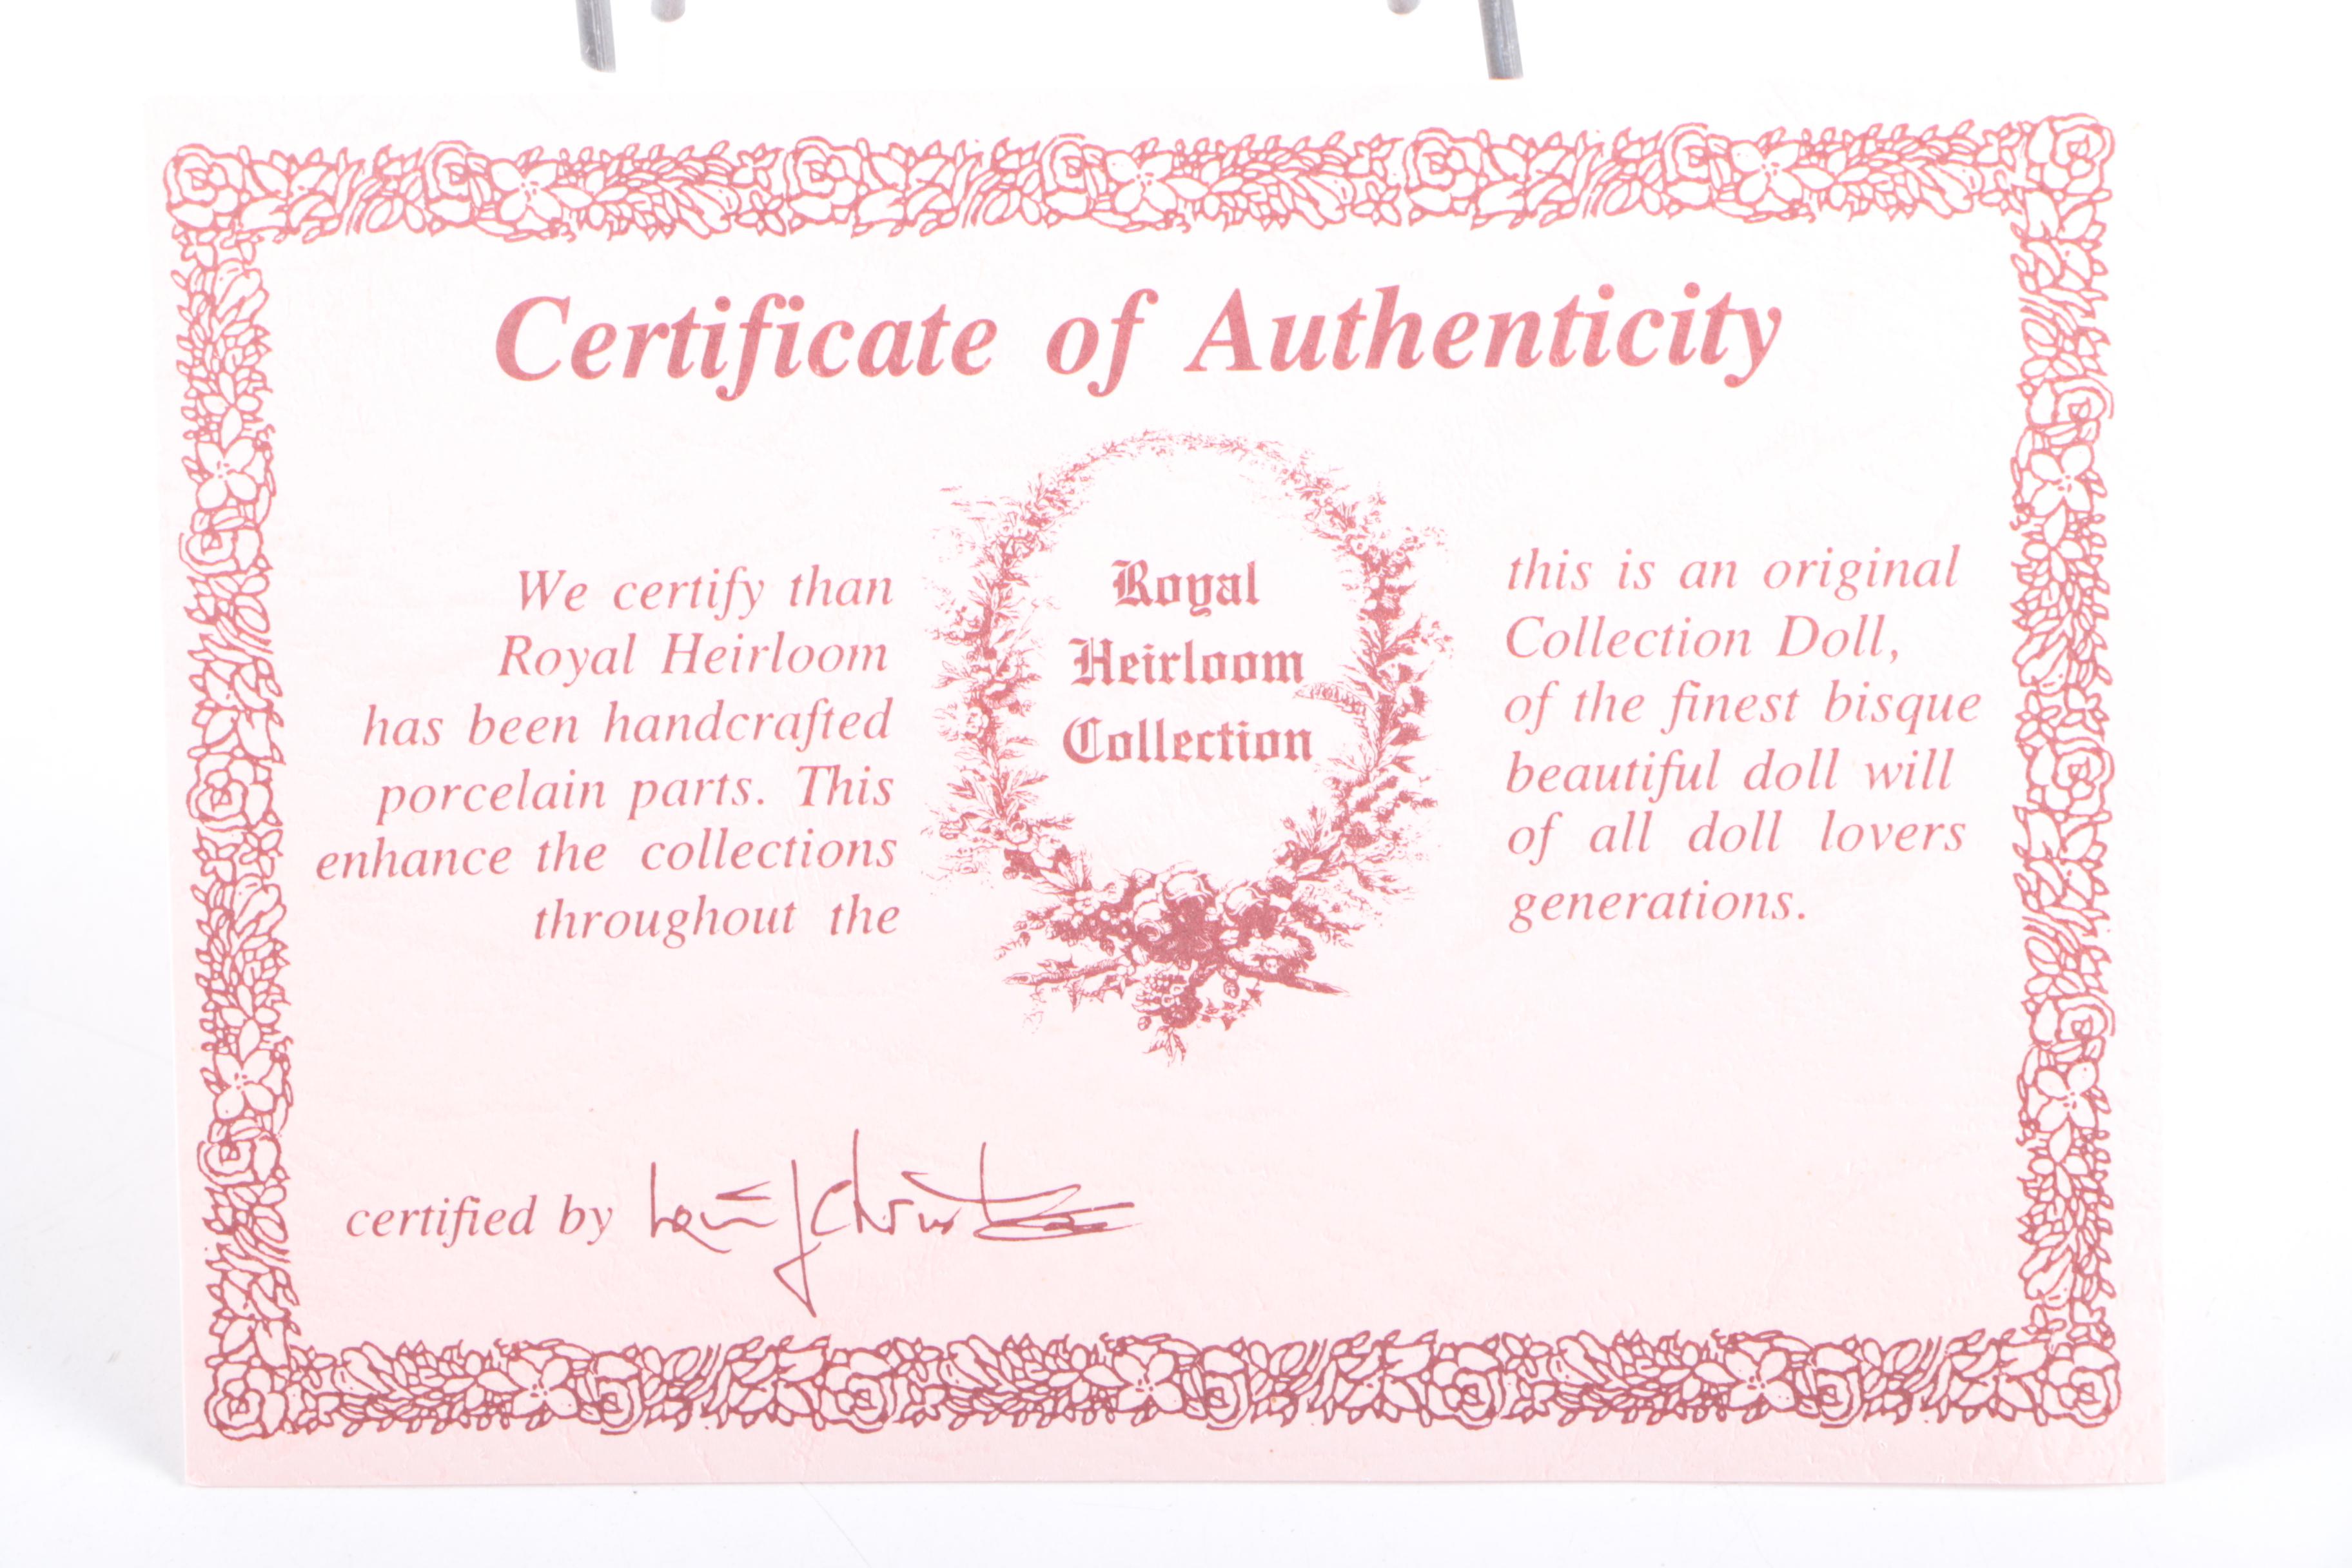 Certificate of Authenticity
We certify than this is an original
Royal Heirloom Collection Doll,
has been handcrafted of the finest bisque
porcelain parts. This beautiful doll will
enhance the collections of all doll lovers
throughout the generations.
Royal
Heirloom
Collection
certified by